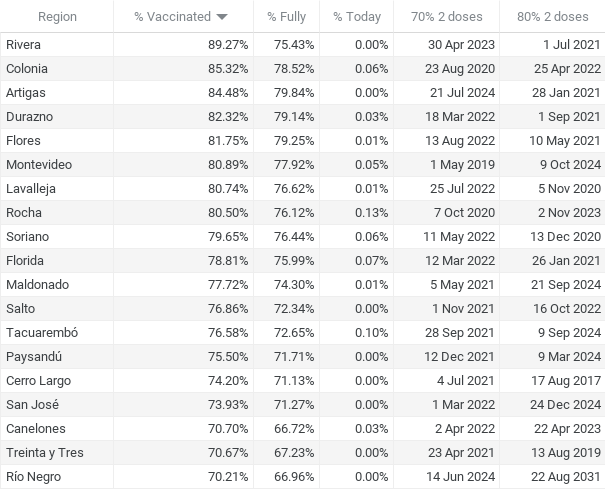 Region % Vaccinated % Fully % Today 70% 2 doses 80% 2 doses
Rivera 89.27% 75.43% 0.00% 30 Apr 2023 1 Jul 2021
Colonia 85.32% 78.52% 0.06% 23 Aug 2020 25 Apr 2022
Artigas 84.48% 79.84% 0.00% 21 Jul 2024 28 Jan 2021
Durazno 82.32% 79.14% 0.03% 18 Mar 2022 1 Sep 2021
Flores 81.75% 79.25% 0.01% 13 Aug 2022 10 May 2021
Montevideo 80.89% 77.92% 0.05% 1 May 2019 9 Oct 2024
Lavalleja 80.74% 76.62% 0.01% 25 Jul 2022 5 Nov 2020
Rocha 80.50% 76.12% 0.13% 7 Oct 2020 2 Nov 2023
Soriano 79.65% 76.44% 0.06% 11 May 2022 13 Dec 2020
Florida 78.81% 75.99% 0.07% 12 Mar 2022 26 Jan 2021
Maldonado 77.72% 74.30% 0.01% 5 May 2021 21 Sep 2024
Salto 76.86% 72.34% 0.00% 1 Nov 2021 16 Oct 2022
Tacuarembó 76.58% 72.65% 0.10% 28 Sep 2021 9 Sep 2024
Paysandú 75.50% 71.71% 0.00% 12 Dec 2021 9 Mar 2024
Cerro Largo 74.20% 71.13% 0.00% 4 Jul 2021 17 Aug 2017
San José 73.93% 71.27% 0.00% 1 Mar 2022 24 Dec 2024
Canelones 70.70% 66.72% 0.03% 2 Apr 2022 22 Apr 2023
Treinta y Tres 70.67% 67.23% 0.00% 23 Apr 2021 13 Aug 2019
Río Negro 70.21% 66.96% 0.00% 14 Jun 2024 22 Aug 2031